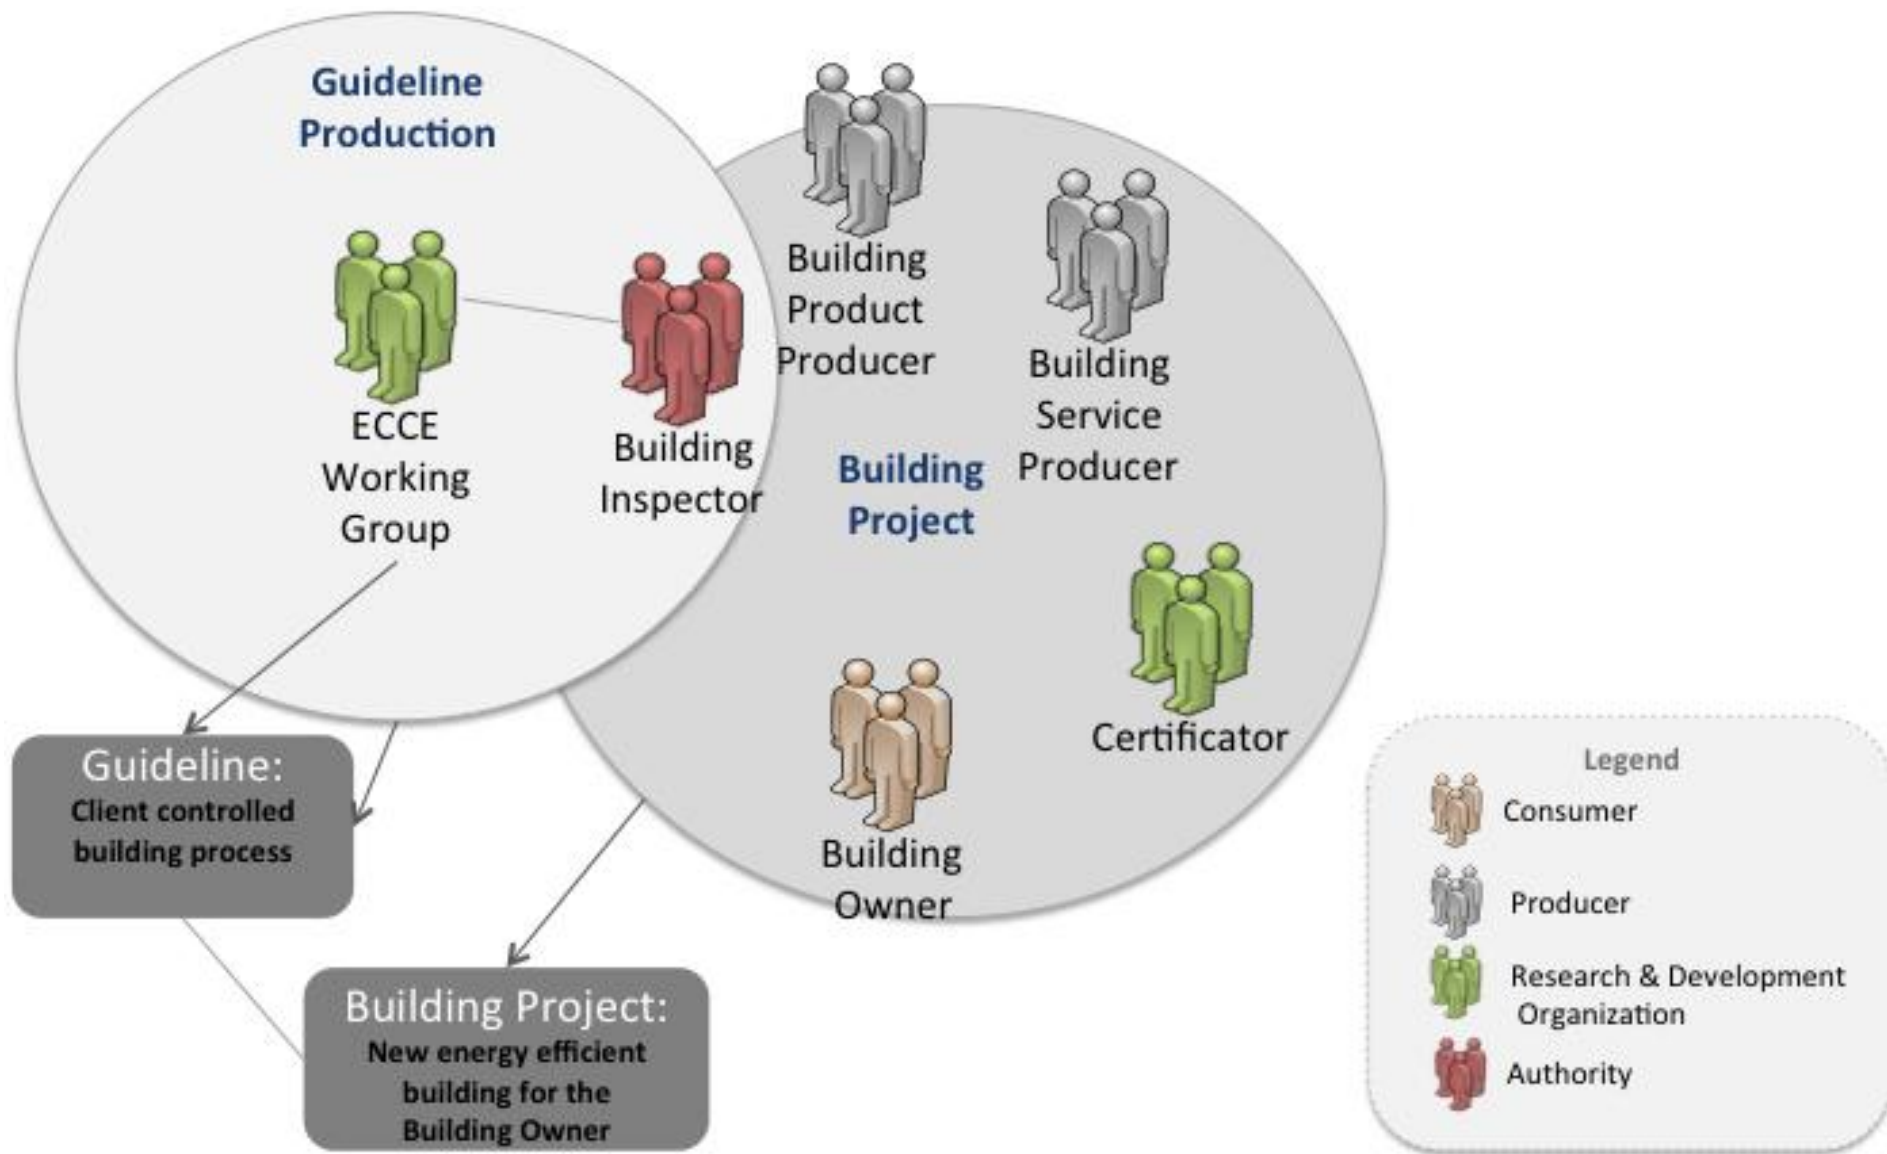 Guideline
Production
ECCE
Working
Group
Building
Inspector
Building
Product
Producer
Building
Service
Producer
Building
Project
Certificator
Building
Owner
Guideline:
Client controlled
building process
Building Project:
New energy efficient
building for the
Building Owner
Legend
Consumer
Producer
Research & Development
Organization
Authority